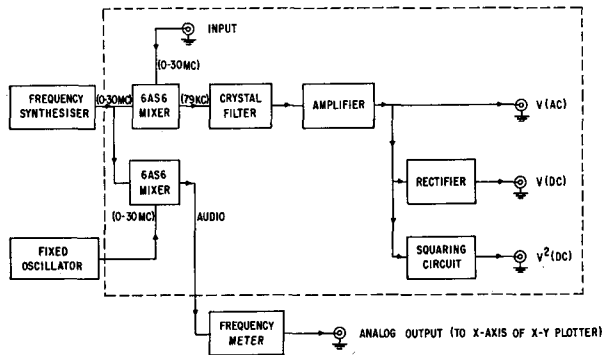 INPUT
(0-30MC)
FREQUENCY
SYNTHESISER
(0-30MC)
6AS6
MIXER
(79KC)
CRYSTAL
FILTER
AMPLIFIER
V(AC)
6AS6
MIXER
RECTIFIER
V(DC)
(0-30MC)
AUDIO
FIXED
OSCILLATOR
SQUARING
CIRCUIT
V²(DC)
FREQUENCY
METER
ANALOG OUTPUT (TO X-AXIS OF X-Y PLOTTER)